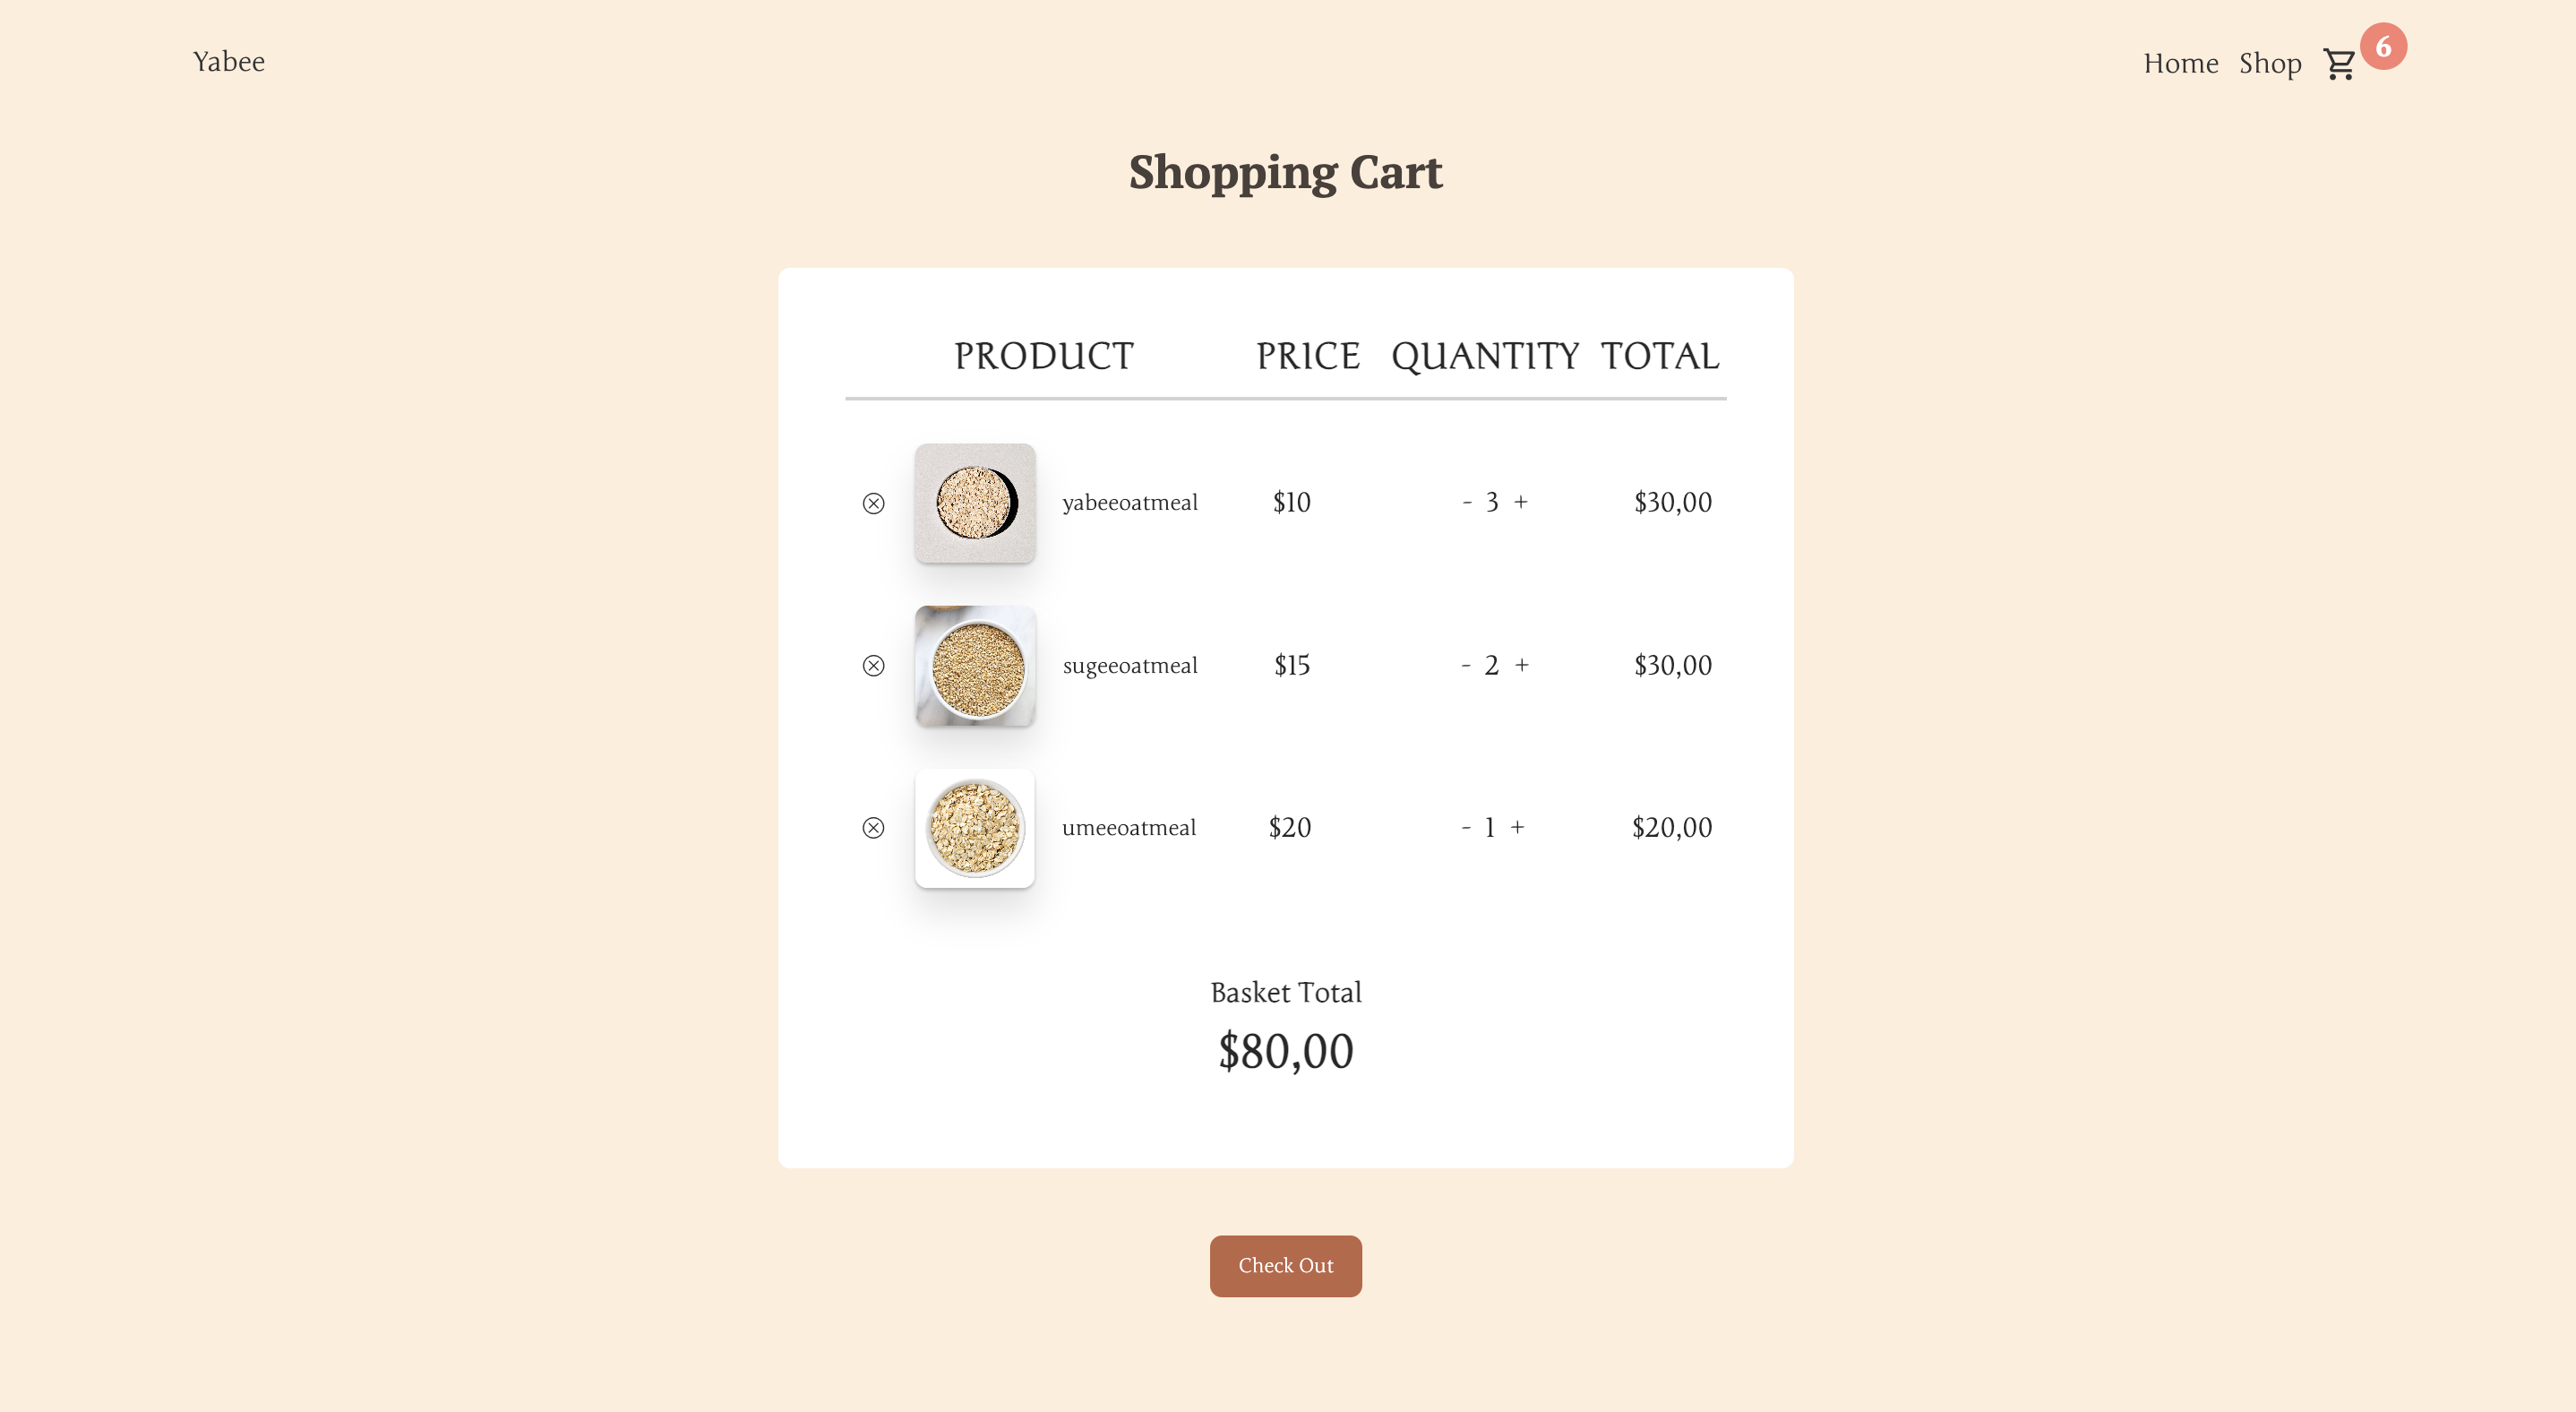 Yabee
Home Shop 6
Shopping Cart
PRODUCT PRICE QUANTITY TOTAL
yabeeoatmeal $10 - 3 + $30,00
sugeeoatmeal $15 - 2 + $30,00
umeeoatmeal $20 - 1 + $20,00
Basket Total
$80,00
Check Out